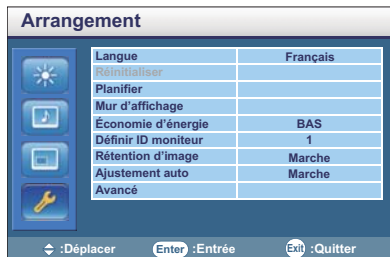 Arrangement
Langue Français
Réinitialiser
Planifier
Mur d'affichage
Économie d'énergie BAS
Définir ID moniteur 1
Rétention d'image Marche
Ajustement auto Marche
Avancé
:Déplacer Enter :Entrée Exit :Quitter